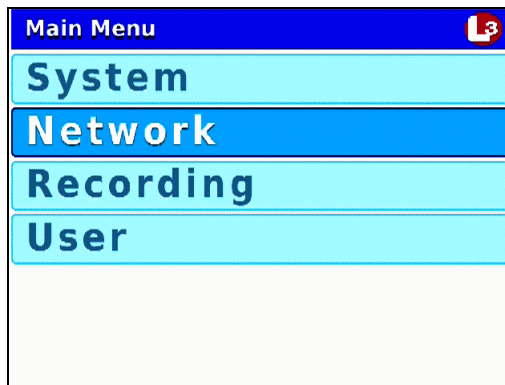 Main Menu
L3
System
Network
Recording
User